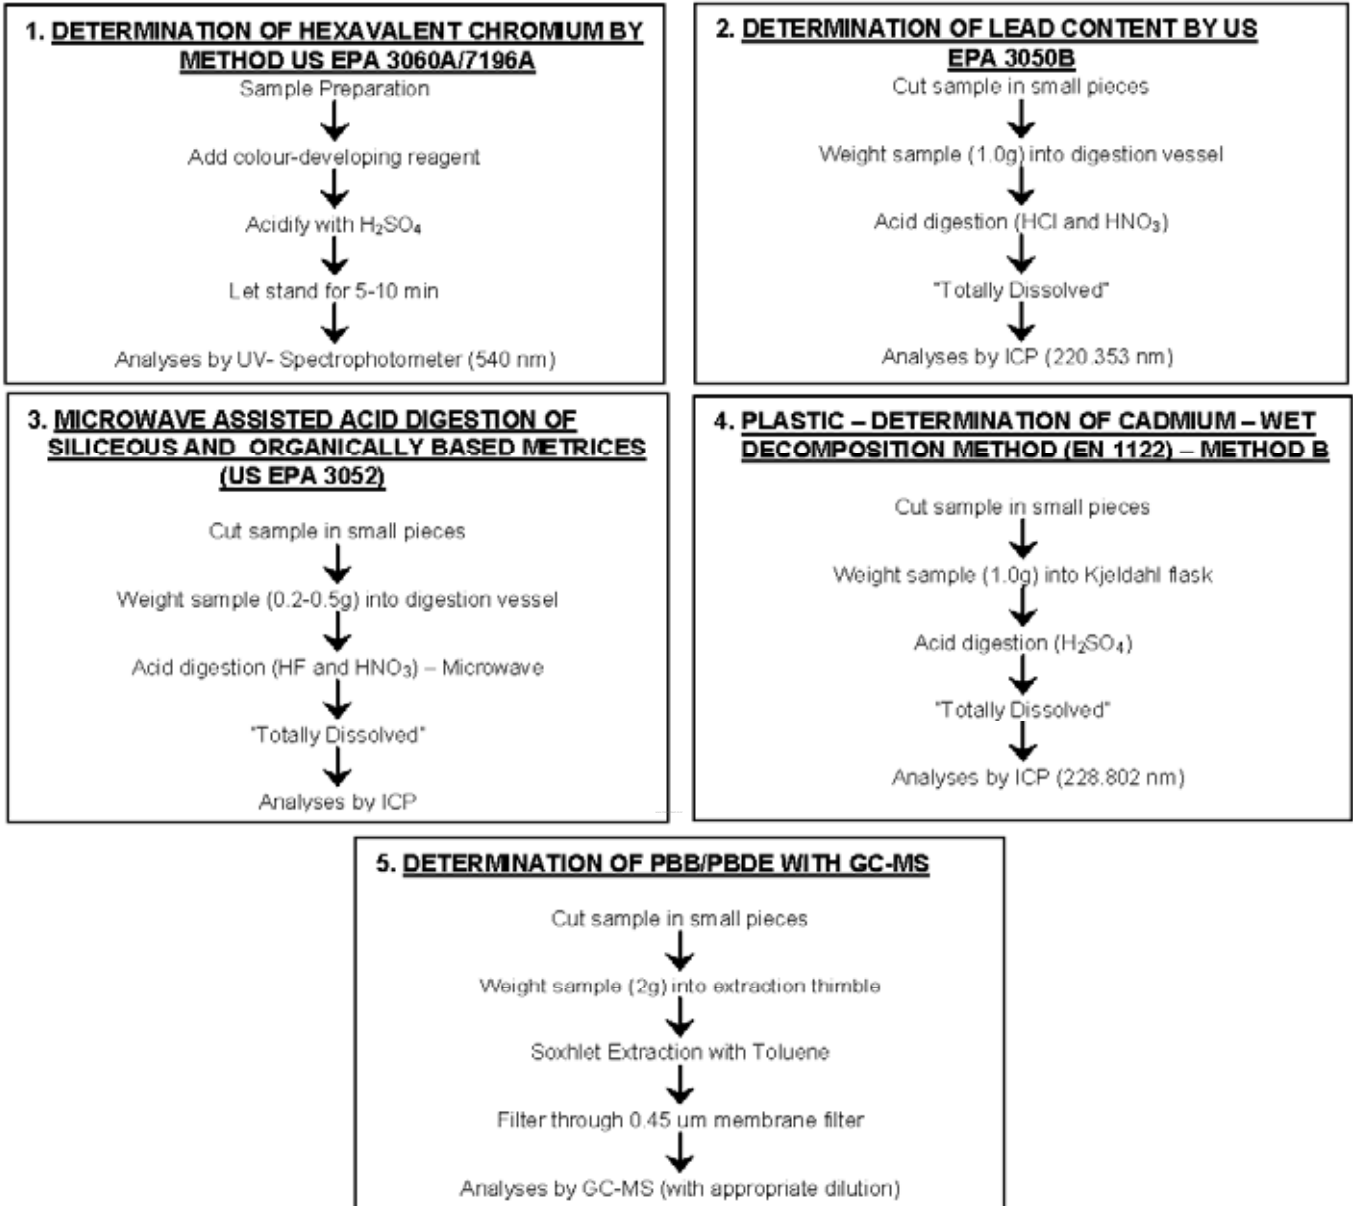 1. DETERMINATION OF HEXAVALENT CHROMIUM BY
METHOD US EPA 3060A/7196A
Sample Preparation
Add colour-developing reagent
Acidify with H₂SO₄
Let stand for 5-10 min
Analyses by UV- Spectrophotometer (540 nm)
2. DETERMINATION OF LEAD CONTENT BY US
EPA 3050B
Cut sample in small pieces
Weight sample (1.0g) into digestion vessel
Acid digestion (HCl and HNO₃)
"Totally Dissolved"
Analyses by ICP (220.353 nm)
3. MICROWAVE ASSISTED ACID DIGESTION OF
SILICEOUS AND ORGANICALLY BASED METRICES
(US EPA 3052)
Cut sample in small pieces
Weight sample (0.2-0.5g) into digestion vessel
Acid digestion (HF and HNO₃) – Microwave
"Totally Dissolved"
Analyses by ICP
4. PLASTIC – DETERMINATION OF CADMIUM – WET
DECOMPOSITION METHOD (EN 1122) – METHOD B
Cut sample in small pieces
Weight sample (1.0g) into Kjeldahl flask
Acid digestion (H₂SO₄)
"Totally Dissolved"
Analyses by ICP (228.802 nm)
5. DETERMINATION OF PBB/PBDE WITH GC-MS
Cut sample in small pieces
Weight sample (2g) into extraction thimble
Soxhlet Extraction with Toluene
Filter through 0.45 um membrane filter
Analyses by GC-MS (with appropriate dilution)